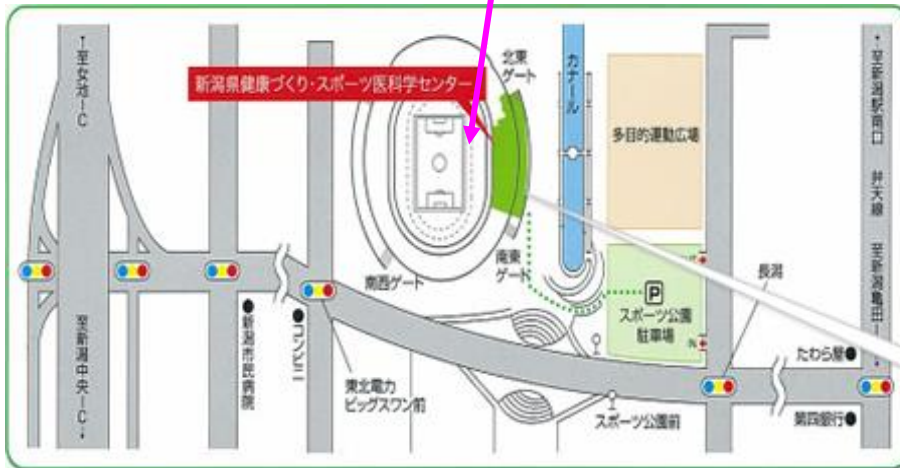 ↑至女池IC
至新潟中央IC↓
新潟県健康づくり・スポーツ医科学センター
北東
ゲート
カナール
多目的運動広場
↑至新潟駅南口
弁天線
至新潟亀田IC↓
南西ゲート
南東
ゲート
P
スポーツ公園
駐車場
長潟
IN
●新潟市民病院
●コンビニ
東北電力
ビッグスワン前
スポーツ公園前
たわら屋●
第四銀行●